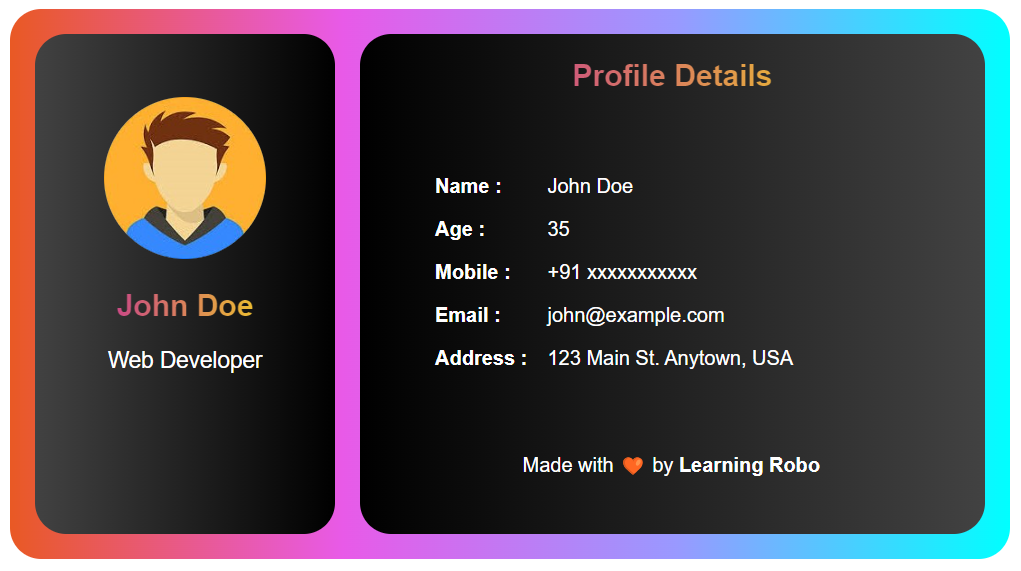 John Doe
Web Developer
Profile Details
Name : John Doe
Age : 35
Mobile : +91 xxxxxxxxxxx
Email : john@example.com
Address : 123 Main St. Anytown, USA
Made with 🧡 by Learning Robo